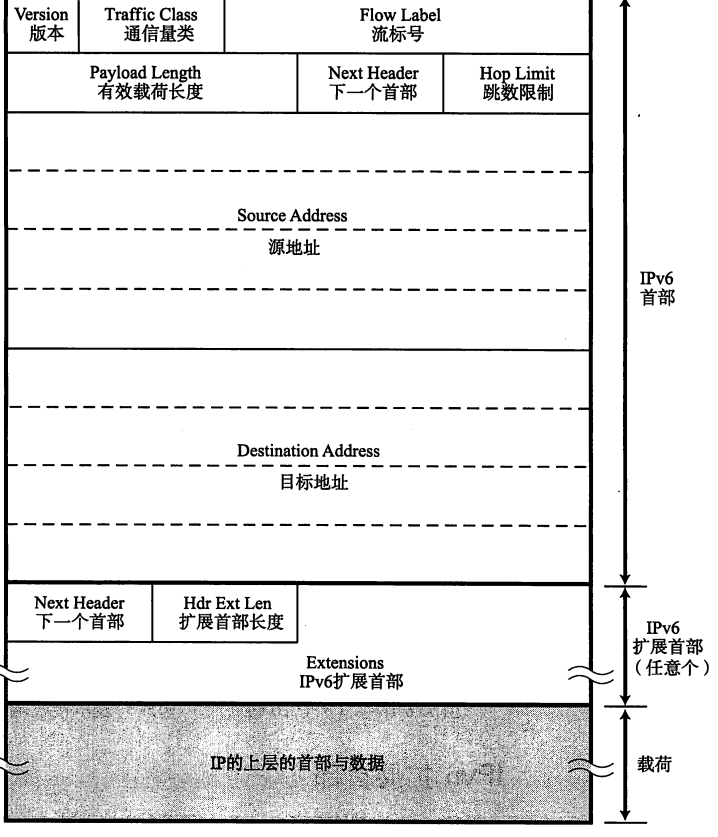 Version
版本
Traffic Class
通信量类
Flow Label
流标号
Payload Length
有效载荷长度
Next Header
下一个首部
Hop Limit
跳数限制
Source Address
源地址
IPv6
首部
Destination Address
目标地址
Next Header
下一个首部
Hdr Ext Len
扩展首部长度
Extensions
IPv6扩展首部
IPv6
扩展首部
（任意个）
IP的上层的首部与数据
载荷